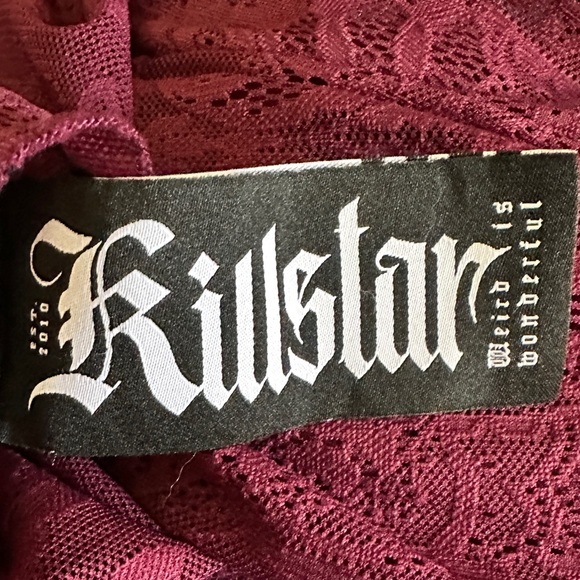 EST.
2010
Killstar
Weird is
wonderful